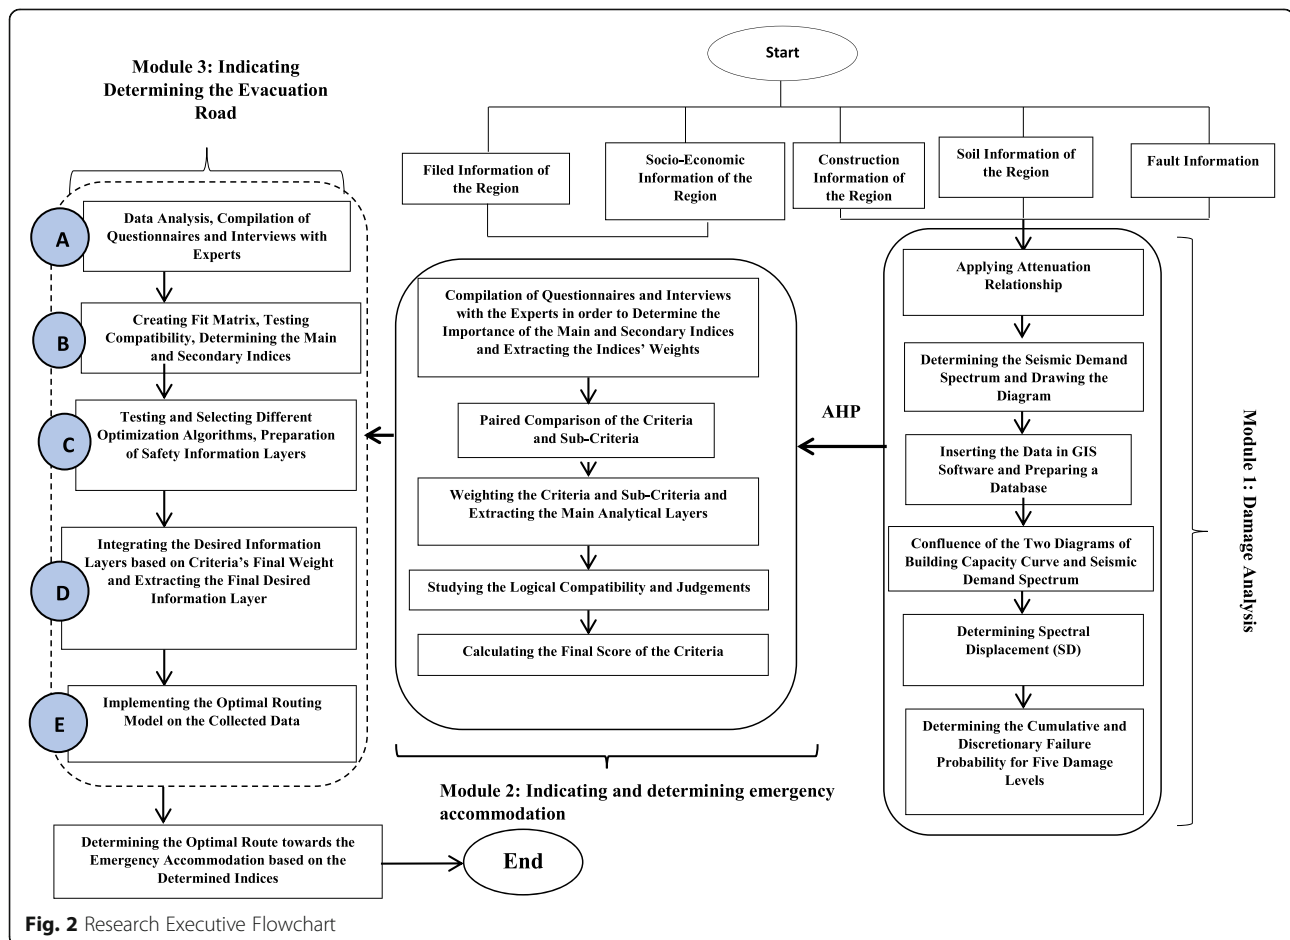 Start
Filed Information of
the Region
Socio-Economic
Information of the
Region
Construction
Information of
the Region
Soil Information of
the Region
Fault Information
Module 1: Damage Analysis
Applying Attenuation
Relationship
Determining the Seismic Demand
Spectrum and Drawing the
Diagram
Inserting the Data in GIS
Software and Preparing a
Database
Confluence of the Two Diagrams of
Building Capacity Curve and Seismic
Demand Spectrum
Determining Spectral
Displacement (SD)
Determining the Cumulative and
Discretionary Failure
Probability for Five Damage
Levels
AHP
Compilation of Questionnaires and Interviews
with the Experts in order to Determine the
Importance of the Main and Secondary Indices
and Extracting the Indices' Weights
Paired Comparison of the Criteria
and Sub-Criteria
Weighting the Criteria and Sub-Criteria and
Extracting the Main Analytical Layers
Studying the Logical Compatibility and Judgements
Calculating the Final Score of the Criteria
Module 2: Indicating and determining emergency
accommodation
Module 3: Indicating
Determining the Evacuation
Road
A
Data Analysis, Compilation of
Questionnaires and Interviews with
Experts
B
Creating Fit Matrix, Testing
Compatibility, Determining the Main
and Secondary Indices
C
Testing and Selecting Different
Optimization Algorithms, Preparation
of Safety Information Layers
D
Integrating the Desired Information
Layers based on Criteria's Final Weight
and Extracting the Final Desired
Information Layer
E
Implementing the Optimal Routing
Model on the Collected Data
Determining the Optimal Route towards the
Emergency Accommodation based on the
Determined Indices
End
Fig. 2 Research Executive Flowchart